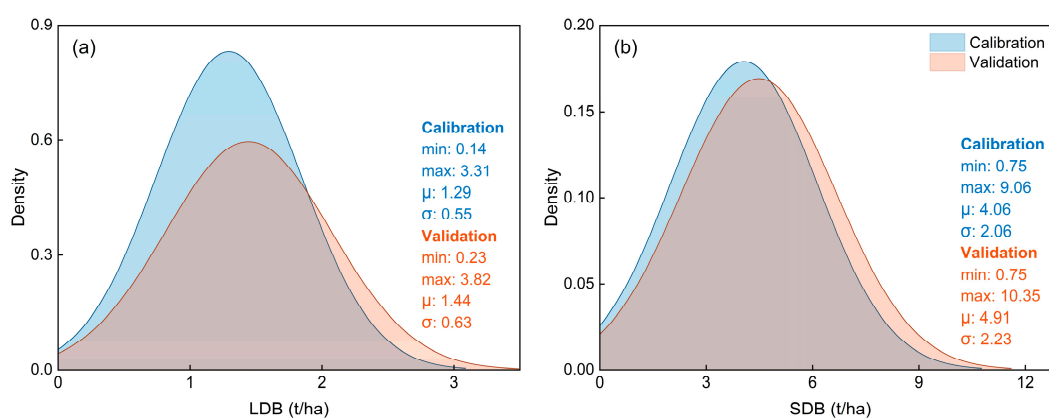 (a)
0.9
0.6
0.3
0.0
Density
Calibration
min: 0.14
max: 3.31
μ: 1.29
σ: 0.55
Validation
min: 0.23
max: 3.82
μ: 1.44
σ: 0.63
0 1 2 3
LDB (t/ha)
(b)
Calibration
Validation
0.20
0.15
0.10
0.05
0.00
Density
Calibration
min: 0.75
max: 9.06
μ: 4.06
σ: 2.06
Validation
min: 0.75
max: 10.35
μ: 4.91
σ: 2.23
0 3 6 9 12
SDB (t/ha)